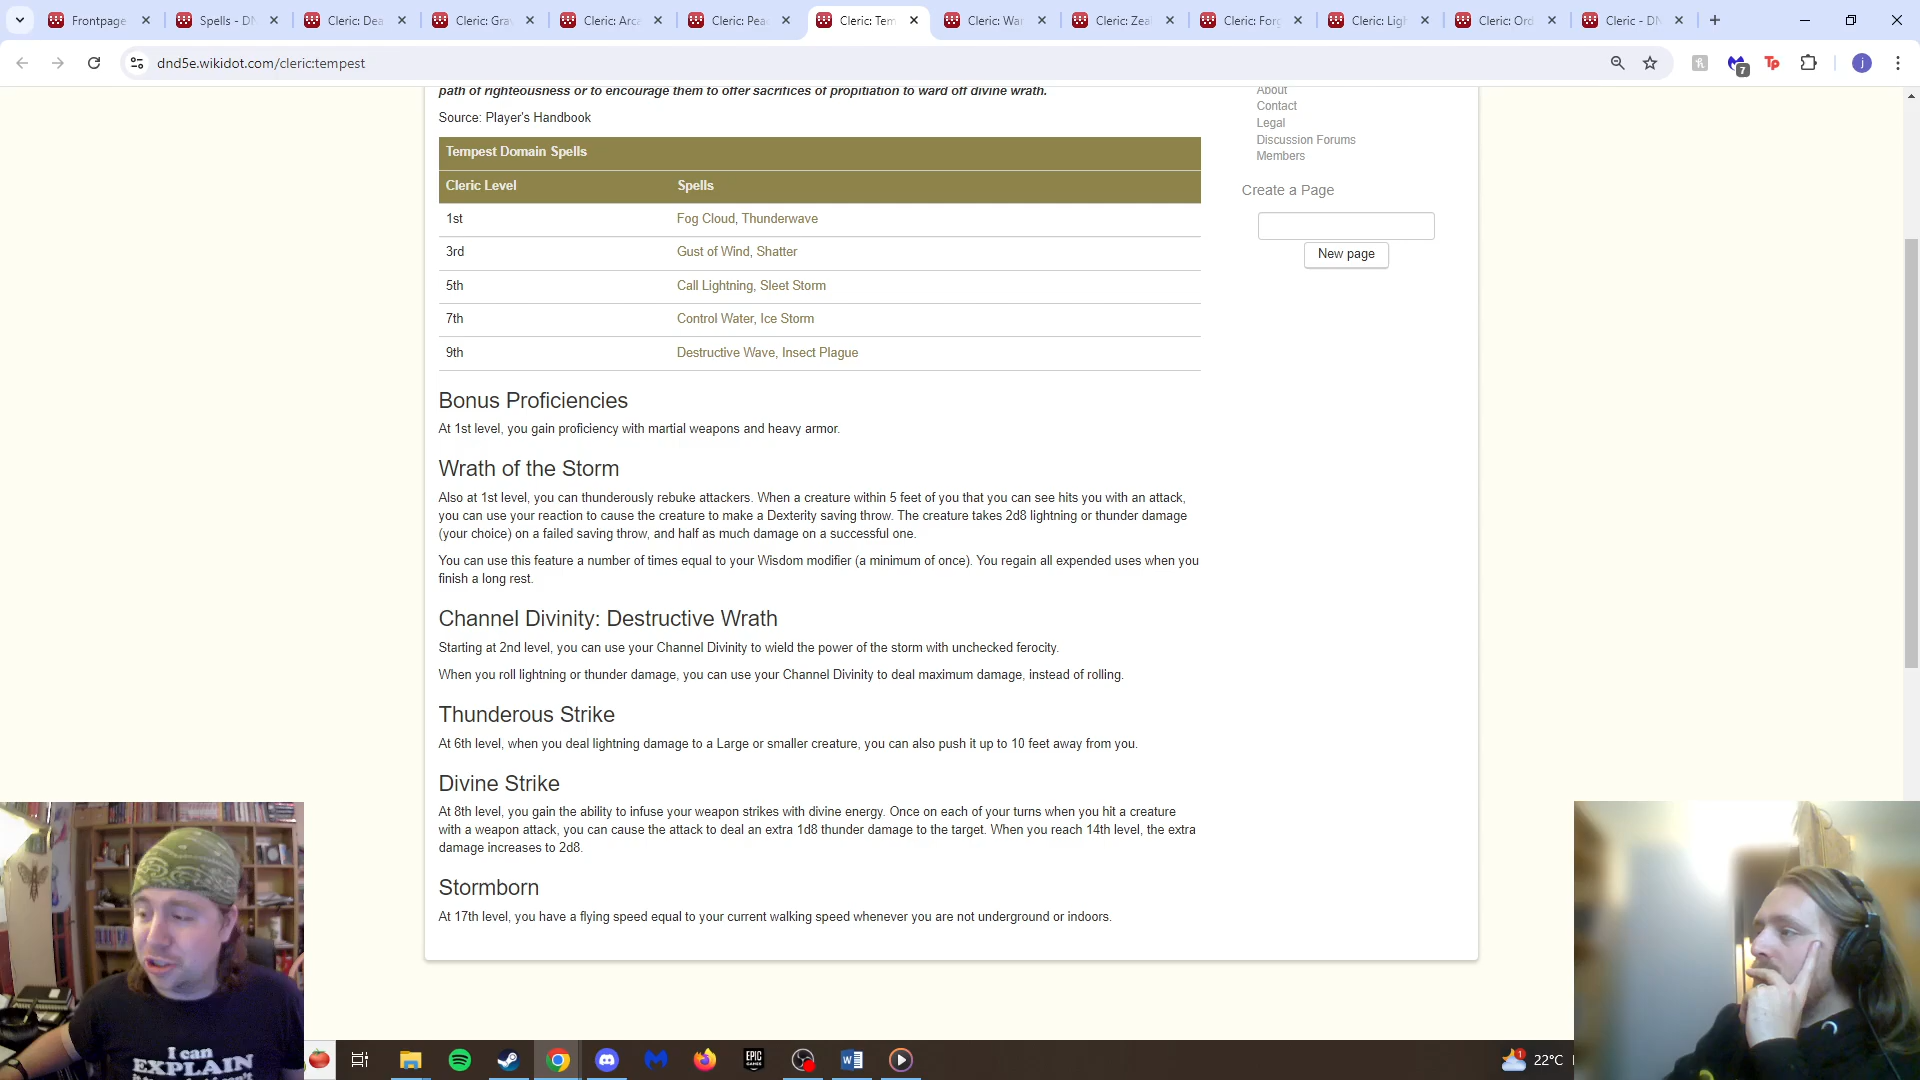 Frontpage
Spells - DN
Cleric: Dea
Cleric: Grav
Cleric: Arca
Cleric: Peac
Cleric: Tem
Cleric: War
Cleric: Zeal
Cleric: Forg
Cleric: Ligh
Cleric: Ord
Cleric - DN
dnd5e.wikidot.com/cleric:tempest
7
Tp
j
path of righteousness or to encourage them to offer sacrifices of propitiation to ward off divine wrath.
Source: Player's Handbook
Tempest Domain Spells
Cleric Level Spells
1st Fog Cloud, Thunderwave
3rd Gust of Wind, Shatter
5th Call Lightning, Sleet Storm
7th Control Water, Ice Storm
9th Destructive Wave, Insect Plague
Bonus Proficiencies
At 1st level, you gain proficiency with martial weapons and heavy armor.
Wrath of the Storm
Also at 1st level, you can thunderously rebuke attackers. When a creature within 5 feet of you that you can see hits you with an attack,
you can use your reaction to cause the creature to make a Dexterity saving throw. The creature takes 2d8 lightning or thunder damage
(your choice) on a failed saving throw, and half as much damage on a successful one.
You can use this feature a number of times equal to your Wisdom modifier (a minimum of once). You regain all expended uses when you
finish a long rest.
Channel Divinity: Destructive Wrath
Starting at 2nd level, you can use your Channel Divinity to wield the power of the storm with unchecked ferocity.
When you roll lightning or thunder damage, you can use your Channel Divinity to deal maximum damage, instead of rolling.
Thunderous Strike
At 6th level, when you deal lightning damage to a Large or smaller creature, you can also push it up to 10 feet away from you.
Divine Strike
At 8th level, you gain the ability to infuse your weapon strikes with divine energy. Once on each of your turns when you hit a creature
with a weapon attack, you can cause the attack to deal an extra 1d8 thunder damage to the target. When you reach 14th level, the extra
damage increases to 2d8.
Stormborn
At 17th level, you have a flying speed equal to your current walking speed whenever you are not underground or indoors.
About
Contact
Legal
Discussion Forums
Members
Create a Page
New page
I can
EXPLAIN
EPIC
GAMES
1
22°C